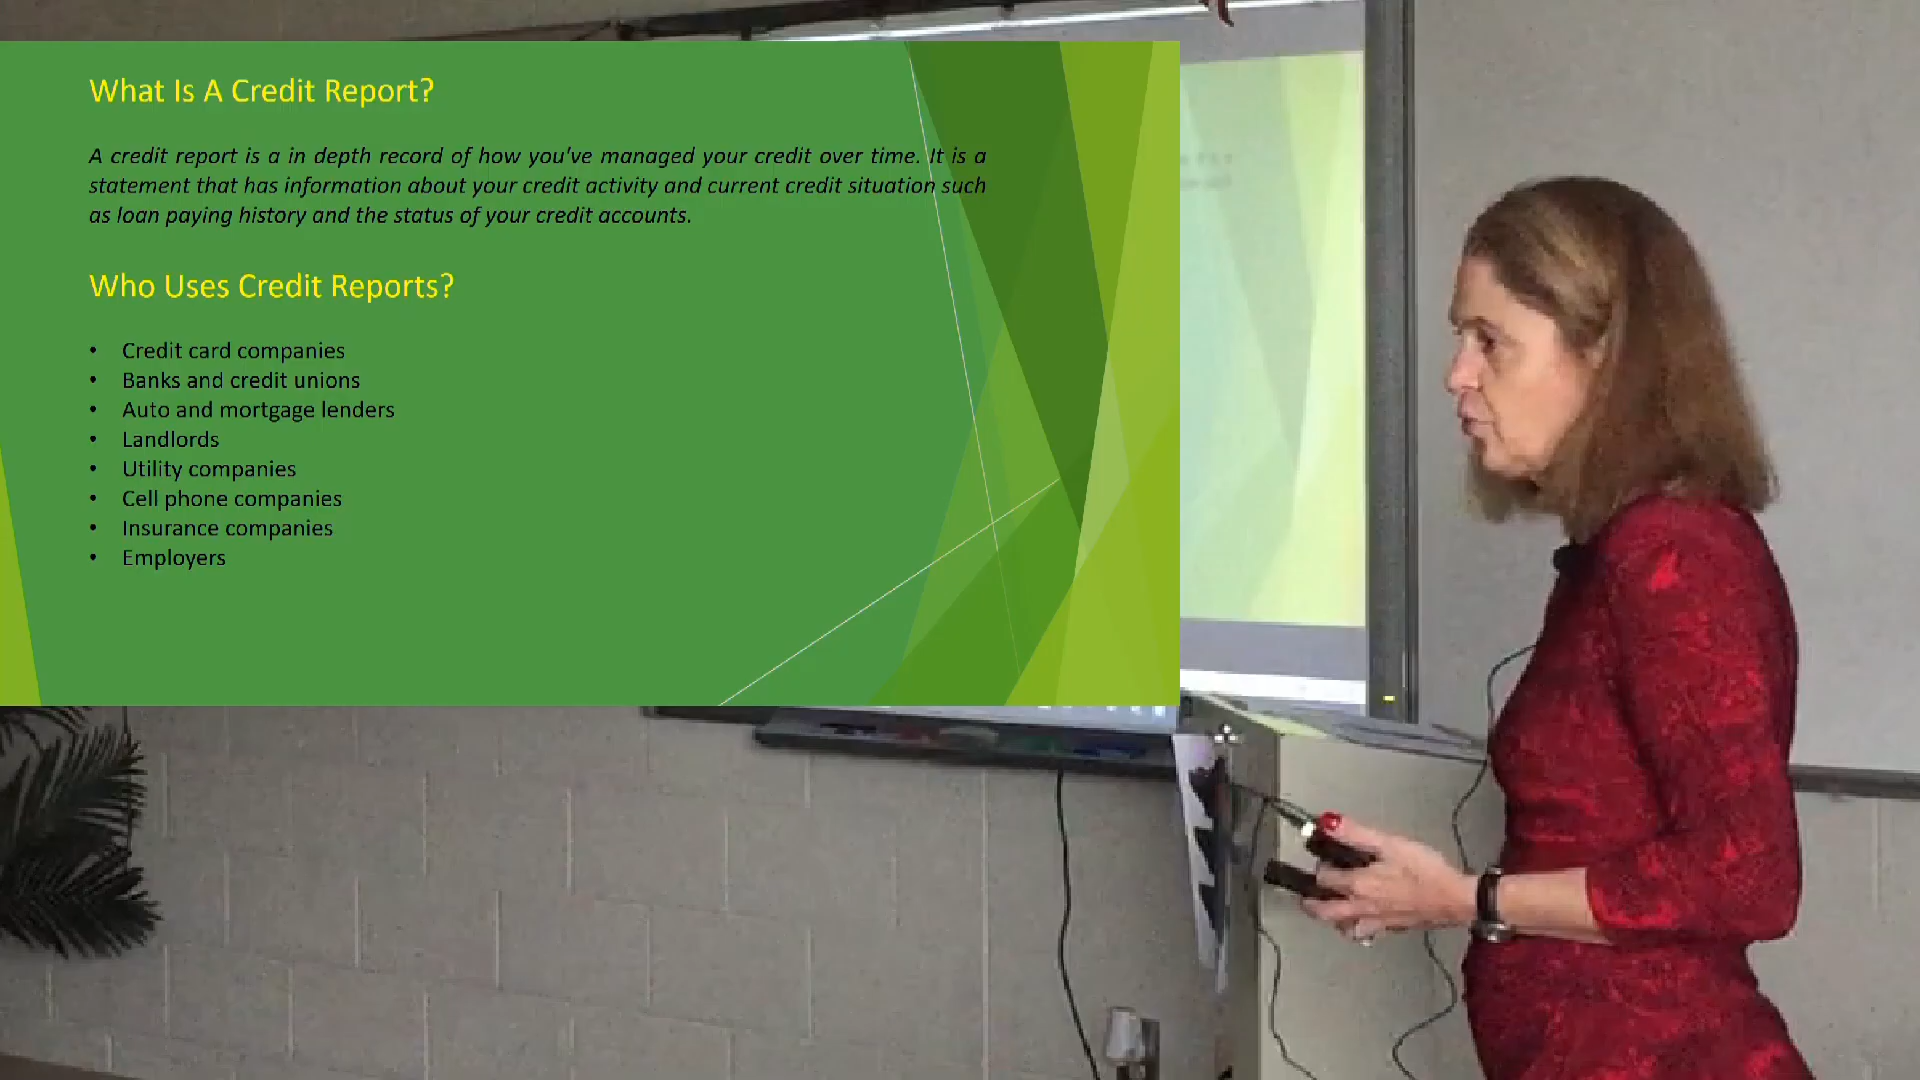 What Is A Credit Report?
A credit report is a in depth record of how you've managed your credit over time. It is a
statement that has information about your credit activity and current credit situation such
as loan paying history and the status of your credit accounts.
Who Uses Credit Reports?
• Credit card companies
• Banks and credit unions
• Auto and mortgage lenders
• Landlords
• Utility companies
• Cell phone companies
• Insurance companies
• Employers